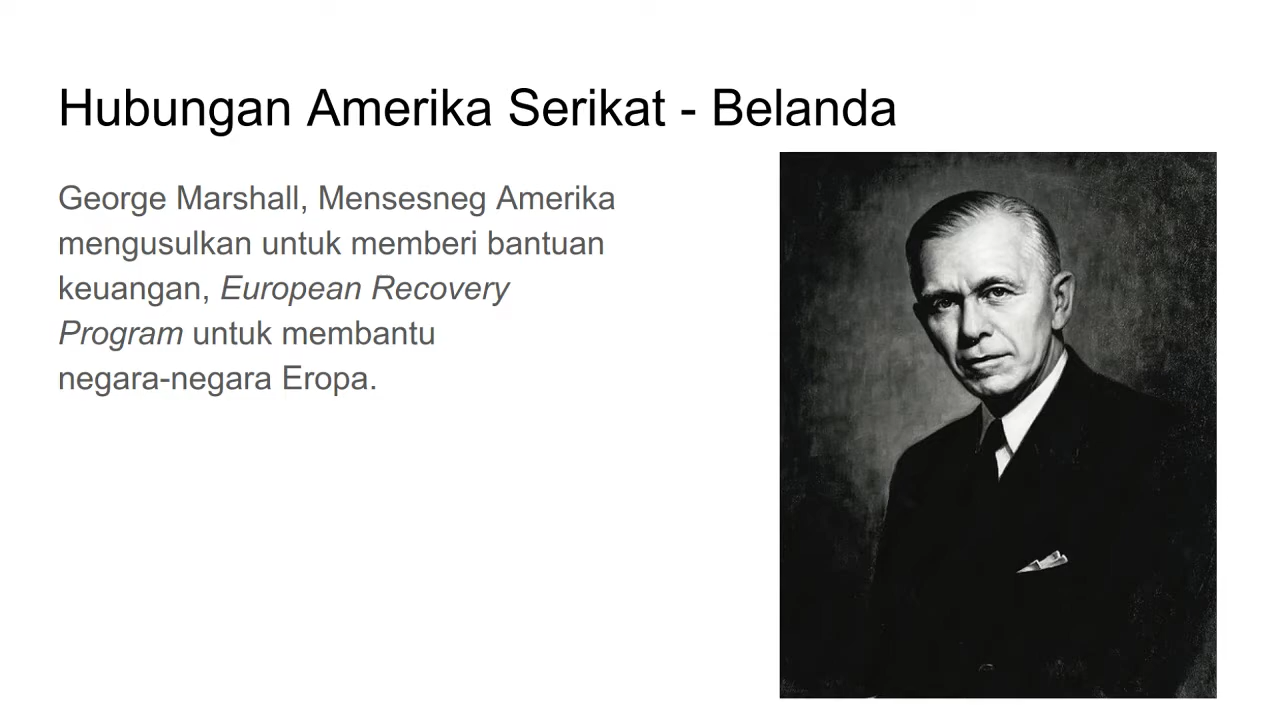 Hubungan Amerika Serikat - Belanda
George Marshall, Mensesneg Amerika
mengusulkan untuk memberi bantuan
keuangan, European Recovery
Program untuk membantu
negara-negara Eropa.